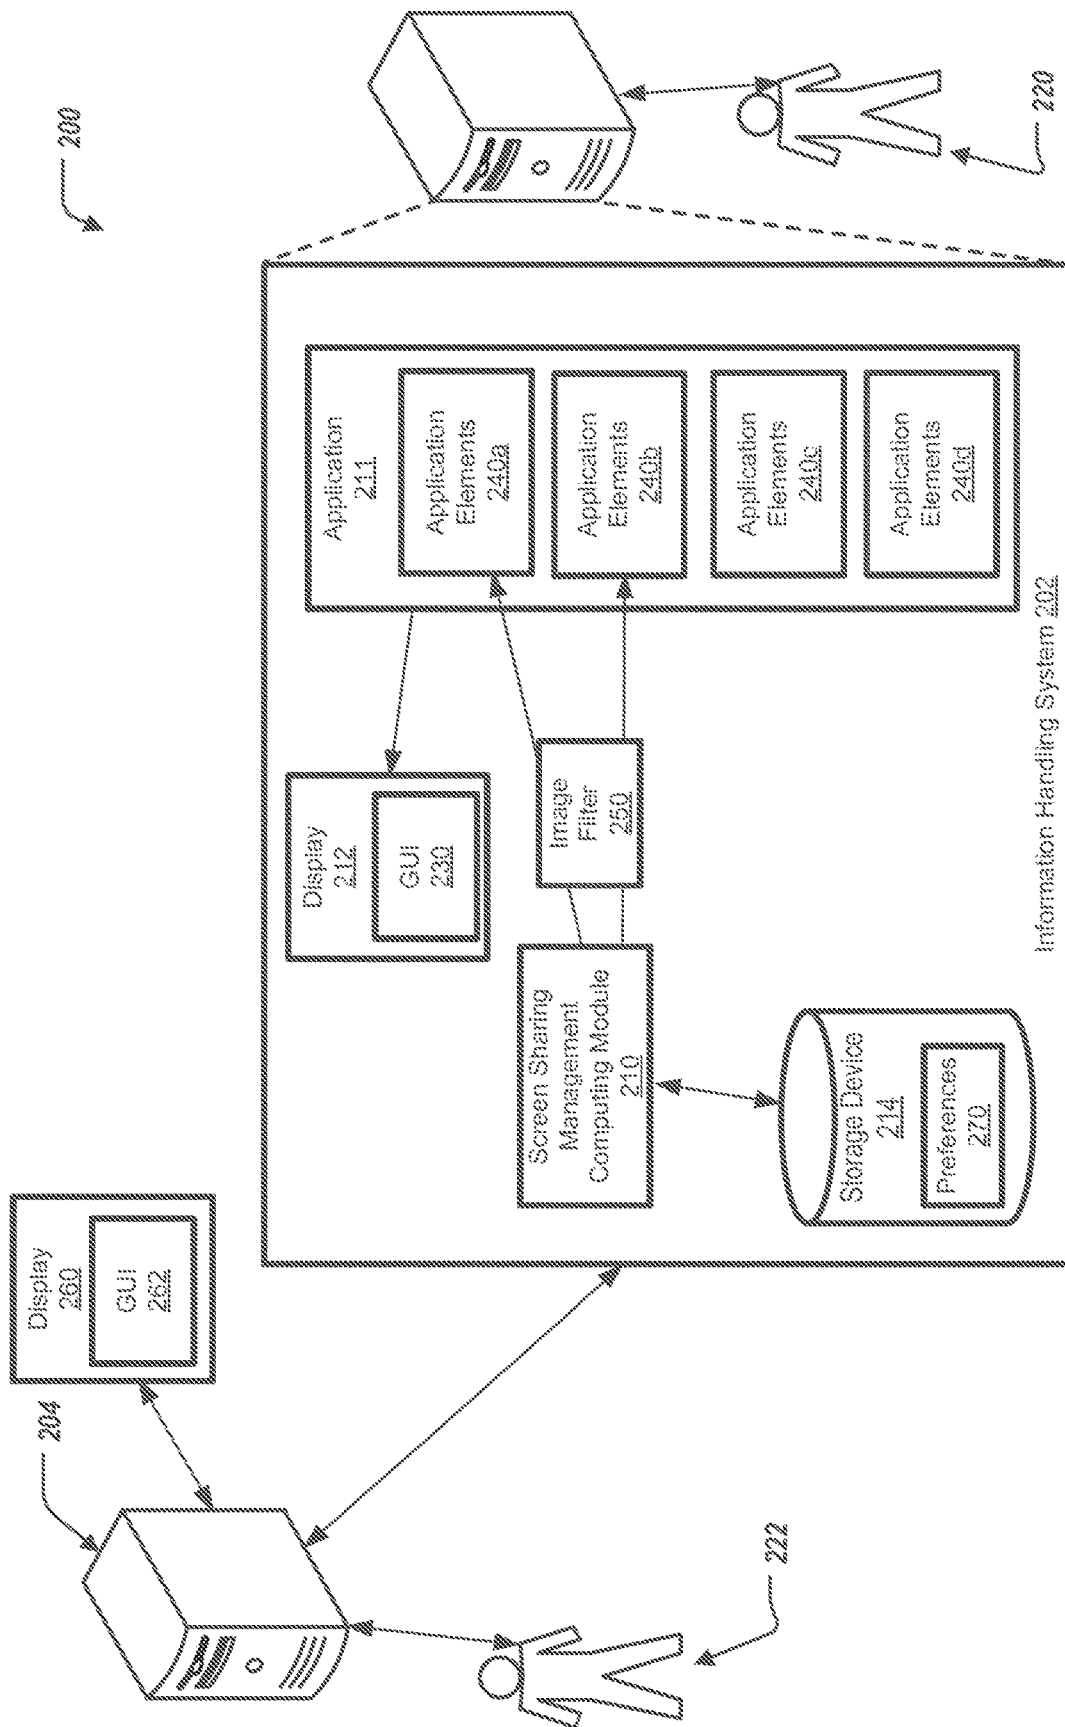 200
204
Display
260
GUI
262
222
Display
212
GUI
230
Application
211
Application
Elements
240a
Application
Elements
240b
Application
Elements
240c
Application
Elements
240d
Image
Filter
250
Screen Sharing
Management
Computing Module
210
Storage Device
214
Preferences
270
Information Handling System 202
220